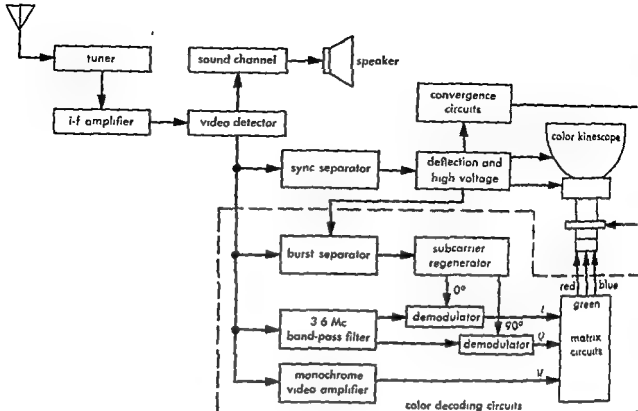 tuner
sound channel
speaker
convergence
circuits
i-f amplifier
video detector
color kinescope
sync separator
deflection and
high voltage
burst separator
subcarrier
regenerator
red
blue
green
0°
3 6 Mc
band-pass filter
demodulator
I
90°
demodulator
Q
matrix
circuits
monochrome
video amplifier
color decoding circuits